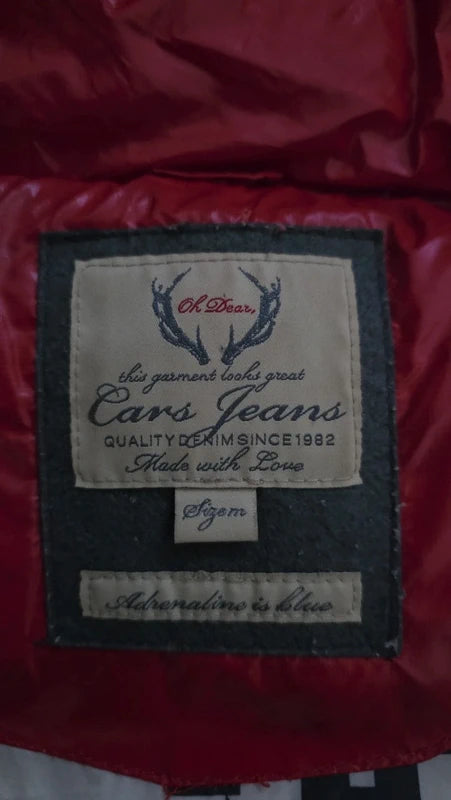 Oh Dear,
this garment looks great
Cars Jeans
QUALITY DENIM SINCE 1982
Made with Love
Size m
Adrenaline is blue